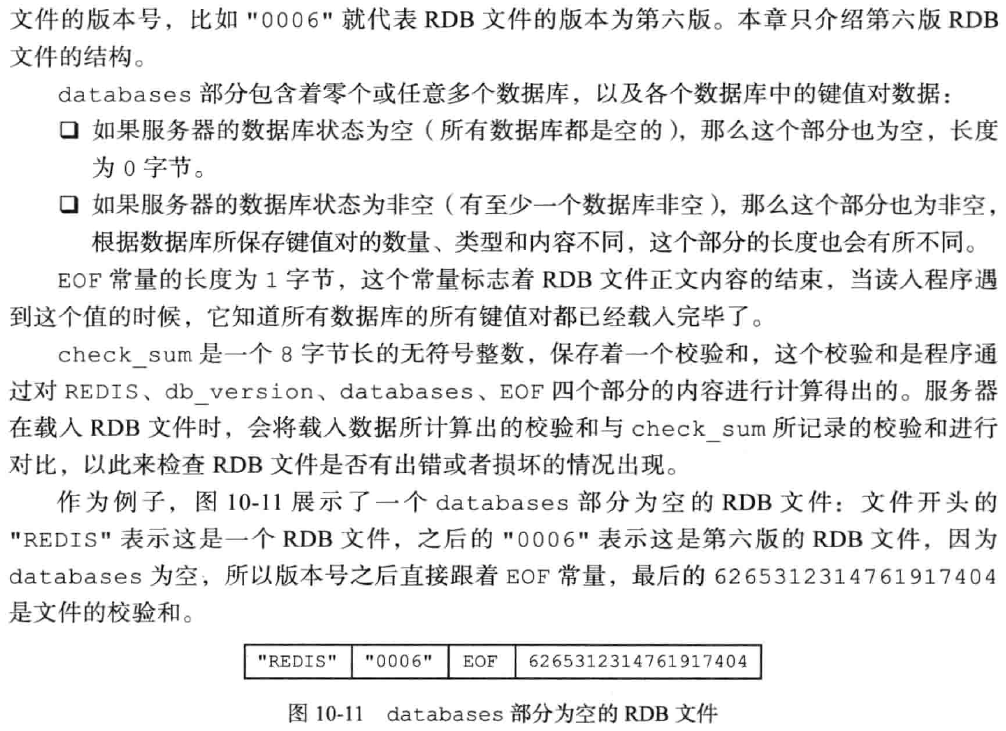 文件的版本号，比如 "0006" 就代表 RDB 文件的版本为第六版。本章只介绍第六版 RDB
文件的结构。
databases 部分包含着零个或任意多个数据库，以及各个数据库中的键值对数据：
❑ 如果服务器的数据库状态为空（所有数据库都是空的），那么这个部分也为空，长度
为 0 字节。
❑ 如果服务器的数据库状态为非空（有至少一个数据库非空），那么这个部分也为非空，
根据数据库所保存键值对的数量、类型和内容不同，这个部分的长度也会有所不同。
EOF 常量的长度为 1 字节，这个常量标志着 RDB 文件正文内容的结束，当读入程序遇
到这个值的时候，它知道所有数据库的所有键值对都已经载入完毕了。
check_sum 是一个 8 字节长的无符号整数，保存着一个校验和，这个校验和是程序通
过对 REDIS、db_version、databases、EOF 四个部分的内容进行计算得出的。服务器
在载入 RDB 文件时，会将载入数据所计算出的校验和与 check_sum 所记录的校验和进行
对比，以此来检查 RDB 文件是否有出错或者损坏的情况出现。
作为例子，图 10-11 展示了一个 databases 部分为空的 RDB 文件：文件开头的
"REDIS" 表示这是一个 RDB 文件，之后的 "0006" 表示这是第六版的 RDB 文件，因为
databases 为空，所以版本号之后直接跟着 EOF 常量，最后的 6265312314761917404
是文件的校验和。
"REDIS" "0006" EOF 6265312314761917404
图 10-11 databases 部分为空的 RDB 文件